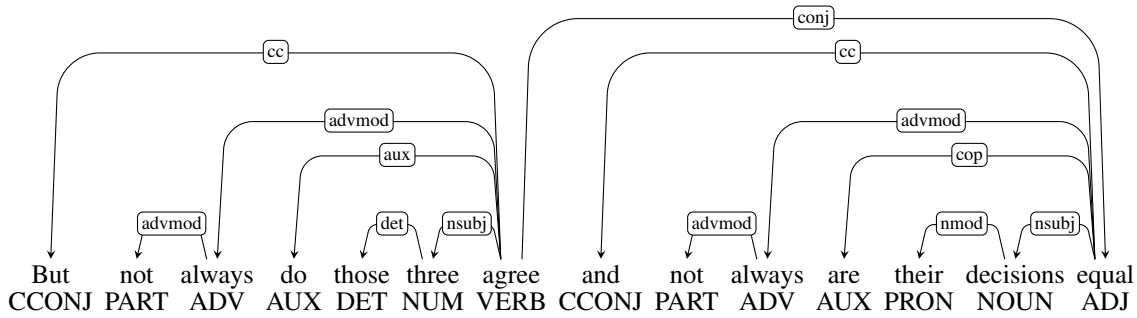 conj
cc cc
advmod advmod
aux cop
advmod det nsubj advmod nmod nsubj
But not always do those three agree and not always are their decisions equal
CCONJ PART ADV AUX DET NUM VERB CCONJ PART ADV AUX PRON NOUN ADJ